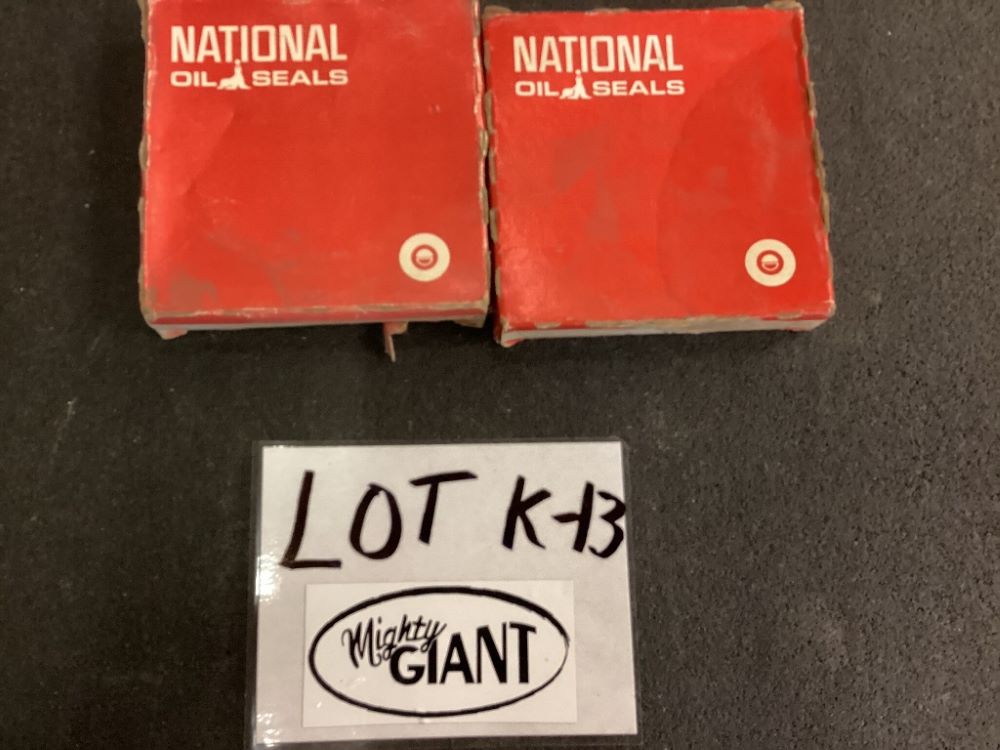 NATIONAL
OIL SEALS
NATIONAL
OIL SEALS
LOT K-13
Mighty
GIANT